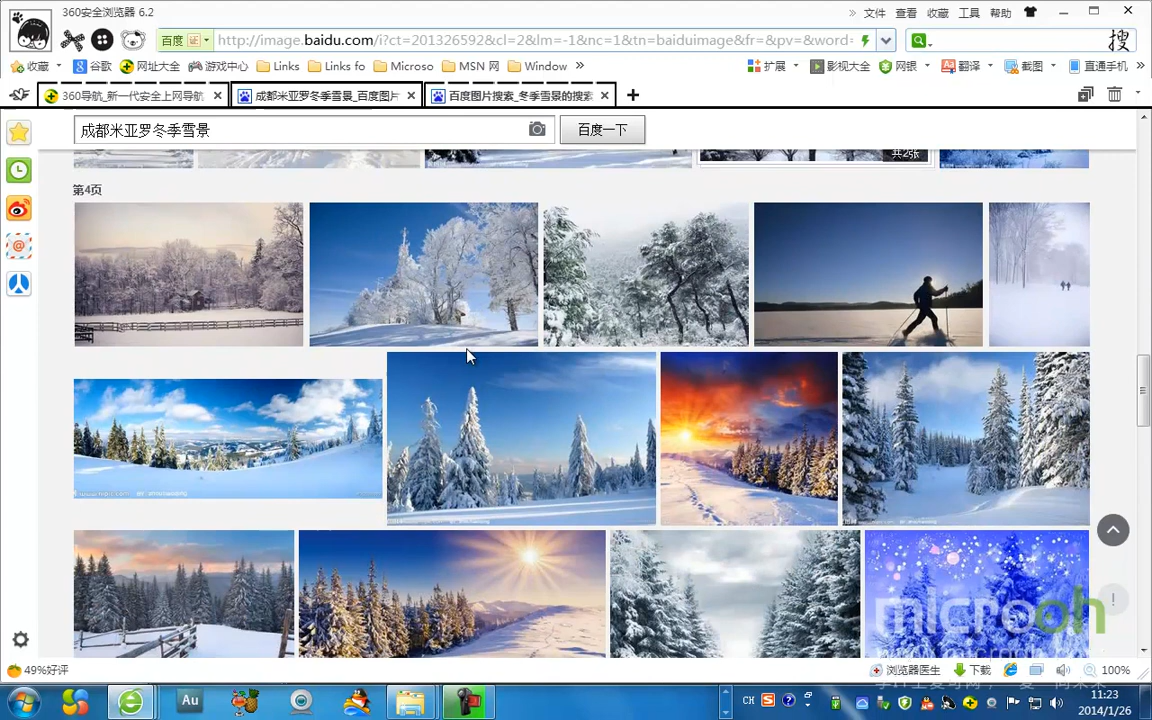 360安全浏览器 6.2
» 文件 查看 收藏 工具 帮助
百度 证 http://image.baidu.com/i?ct=201326592&cl=2&lm=-1&nc=1&tn=baiduimage&fr=&pv=&word= 搜
收藏 谷歌 网址大全 游戏中心 Links Links fo Microso MSN 网 Window » 扩展 影视大全 网银 翻译 截图 直通手机 »
360导航_新一代安全上网导航 成都米亚罗冬季雪景_百度图片 百度图片搜索_冬季雪景的搜索
成都米亚罗冬季雪景 百度一下
共2张
第4页
microoh
49%好评 浏览器医生 下载 100%
Au CH 11:23
2014/1/26